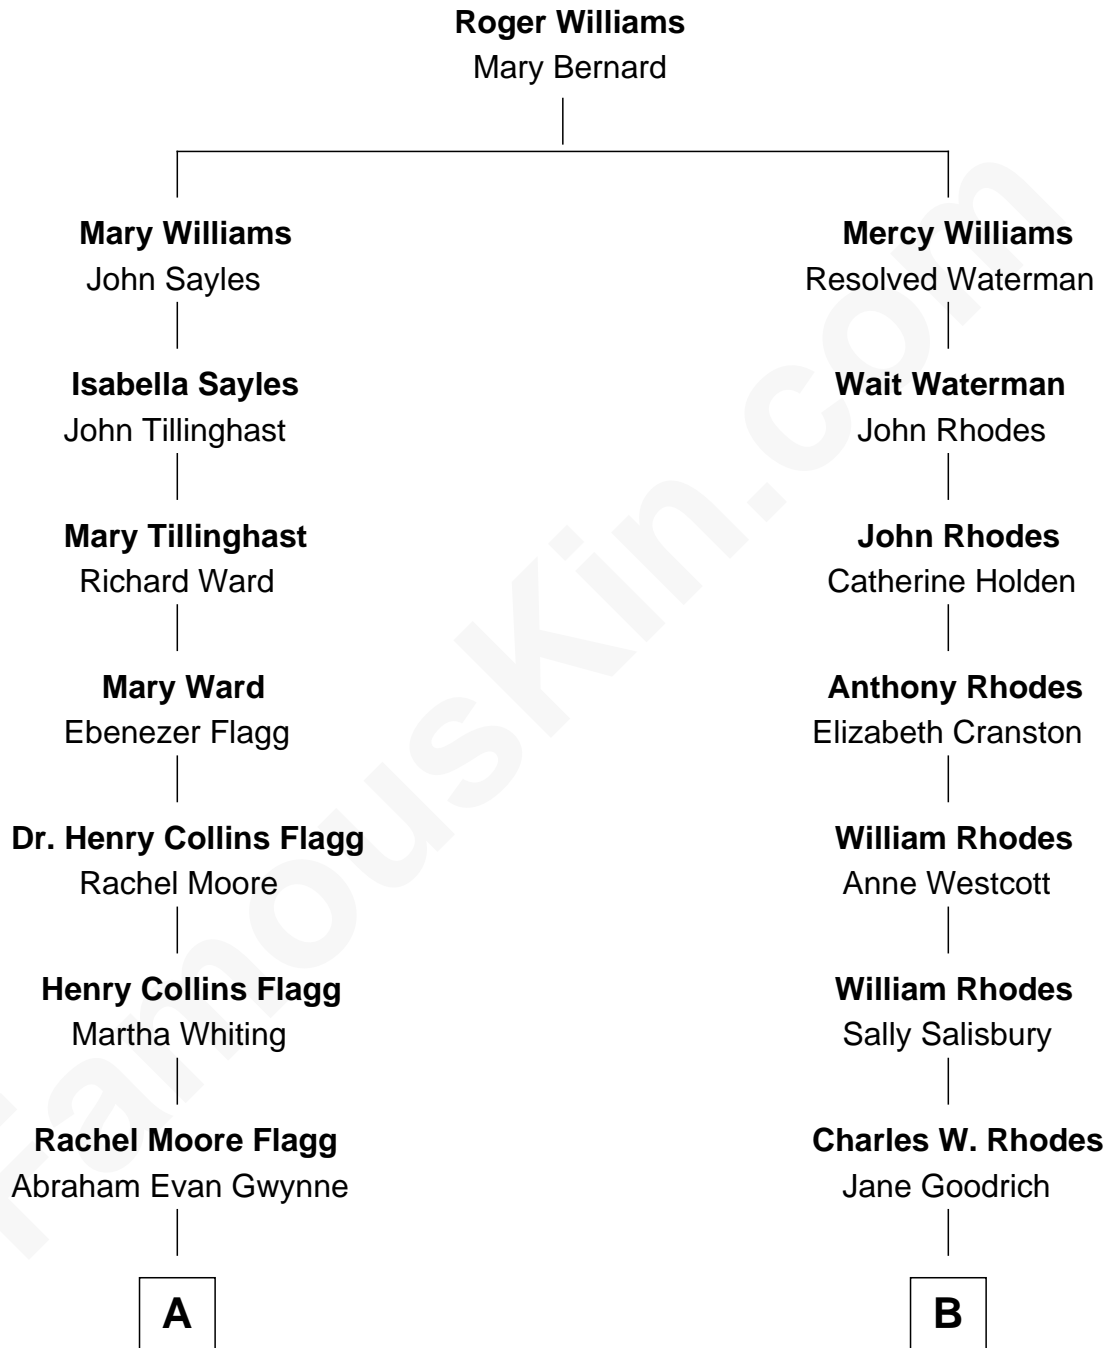 Roger Williams
Mary Bernard
Mary Williams
John Sayles
Mercy Williams
Resolved Waterman
Isabella Sayles
John Tillinghast
Wait Waterman
John Rhodes
Mary Tillinghast
Richard Ward
John Rhodes
Catherine Holden
Mary Ward
Ebenezer Flagg
Anthony Rhodes
Elizabeth Cranston
Dr. Henry Collins Flagg
Rachel Moore
William Rhodes
Anne Westcott
Henry Collins Flagg
Martha Whiting
William Rhodes
Sally Salisbury
Rachel Moore Flagg
Abraham Evan Gwynne
Charles W. Rhodes
Jane Goodrich
A
B
FamousKin.com